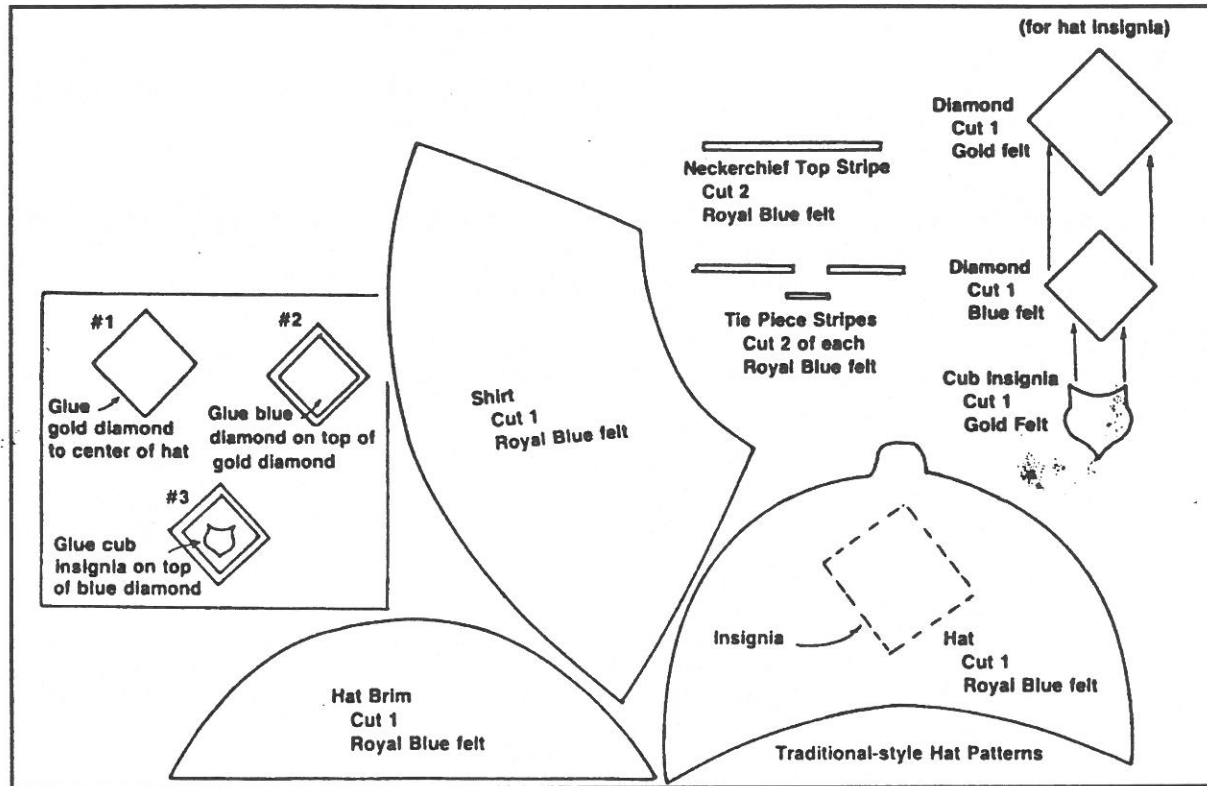 (for hat insignia)
Diamond
Cut 1
Gold felt
Neckerchief Top Stripe
Cut 2
Royal Blue felt
Diamond
Cut 1
Blue felt
Tie Piece Stripes
Cut 2 of each
Royal Blue felt
Cub Insignia
Cut 1
Gold Felt
#1
#2
Glue
gold diamond
to center of hat
Glue blue
diamond on top of
gold diamond
#3
Glue cub
insignia on top
of blue diamond
Shirt
Cut 1
Royal Blue felt
Insignia
Hat
Cut 1
Royal Blue felt
Hat Brim
Cut 1
Royal Blue felt
Traditional-style Hat Patterns